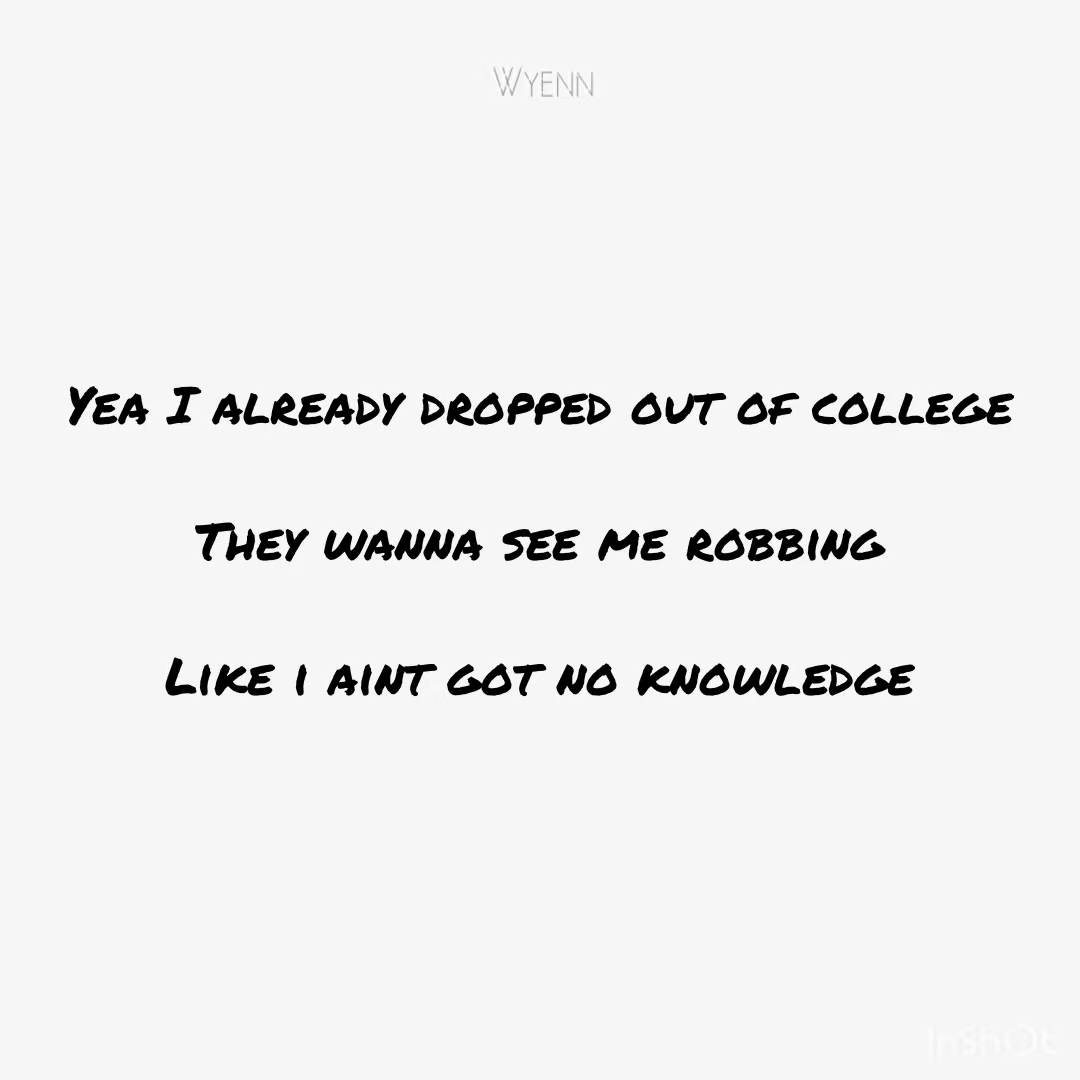 Wyenn
Yea I already dropped out of college
They wanna see me robbing
Like i aint got no knowledge
InShOt